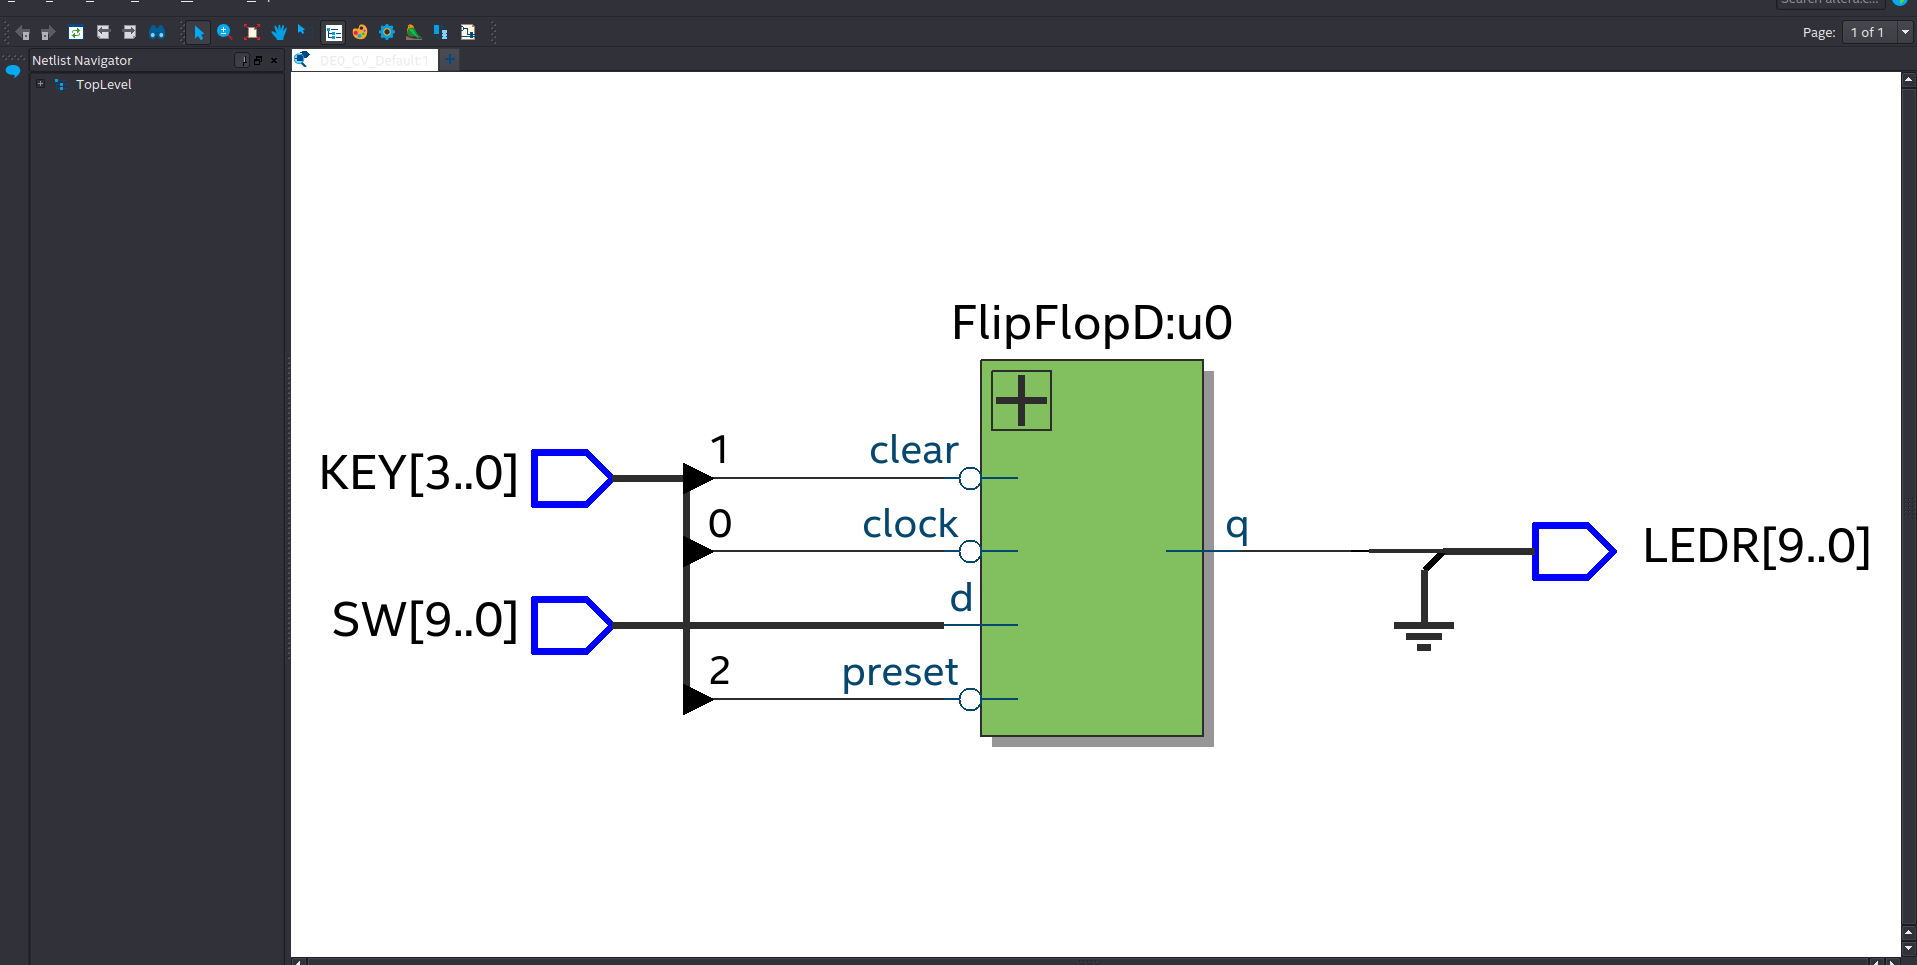 Page: 1 of 1
Netlist Navigator
DE0_CV_Default:1
TopLevel
FlipFlopD:u0
KEY[3..0]
1
clear
0
clock
q
LEDR[9..0]
SW[9..0]
d
2
preset